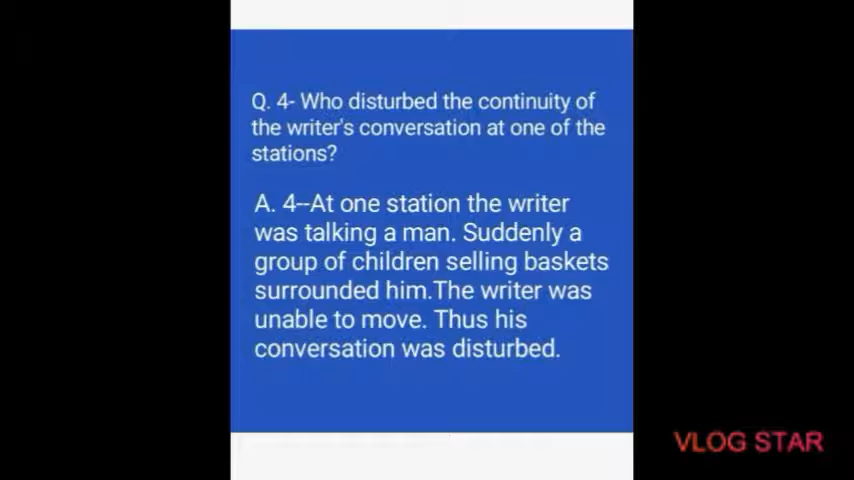 Q. 4- Who disturbed the continuity of
the writer's conversation at one of the
stations?
A. 4--At one station the writer
was talking a man. Suddenly a
group of children selling baskets
surrounded him.The writer was
unable to move. Thus his
conversation was disturbed.
VLOG STAR